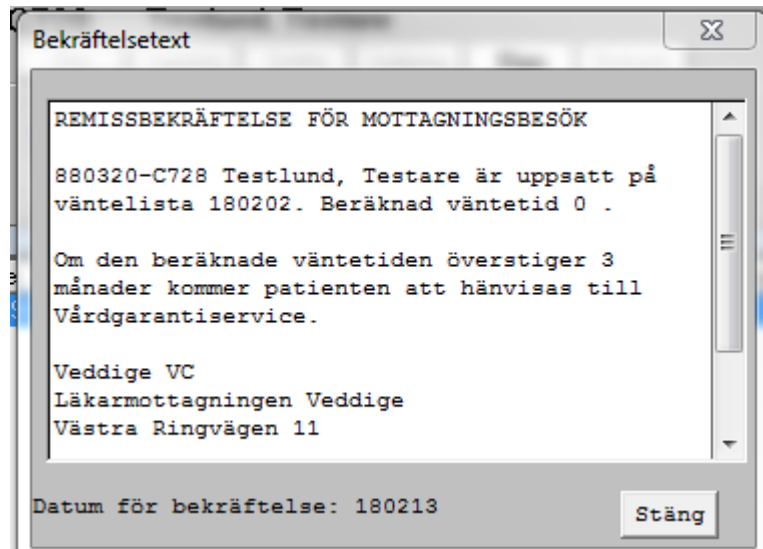 Bekräftelsetext
REMISSBEKRÄFTELSE FÖR MOTTAGNINGSBESÖK
880320-C728 Testlund, Testare är uppsatt på
väntelista 180202. Beräknad väntetid 0 .
Om den beräknade väntetiden överstiger 3
månader kommer patienten att hänvisas till
Vårdgarantiservice.
Veddige VC
Läkarmottagningen Veddige
Västra Ringvägen 11
Datum för bekräftelse: 180213
Stäng